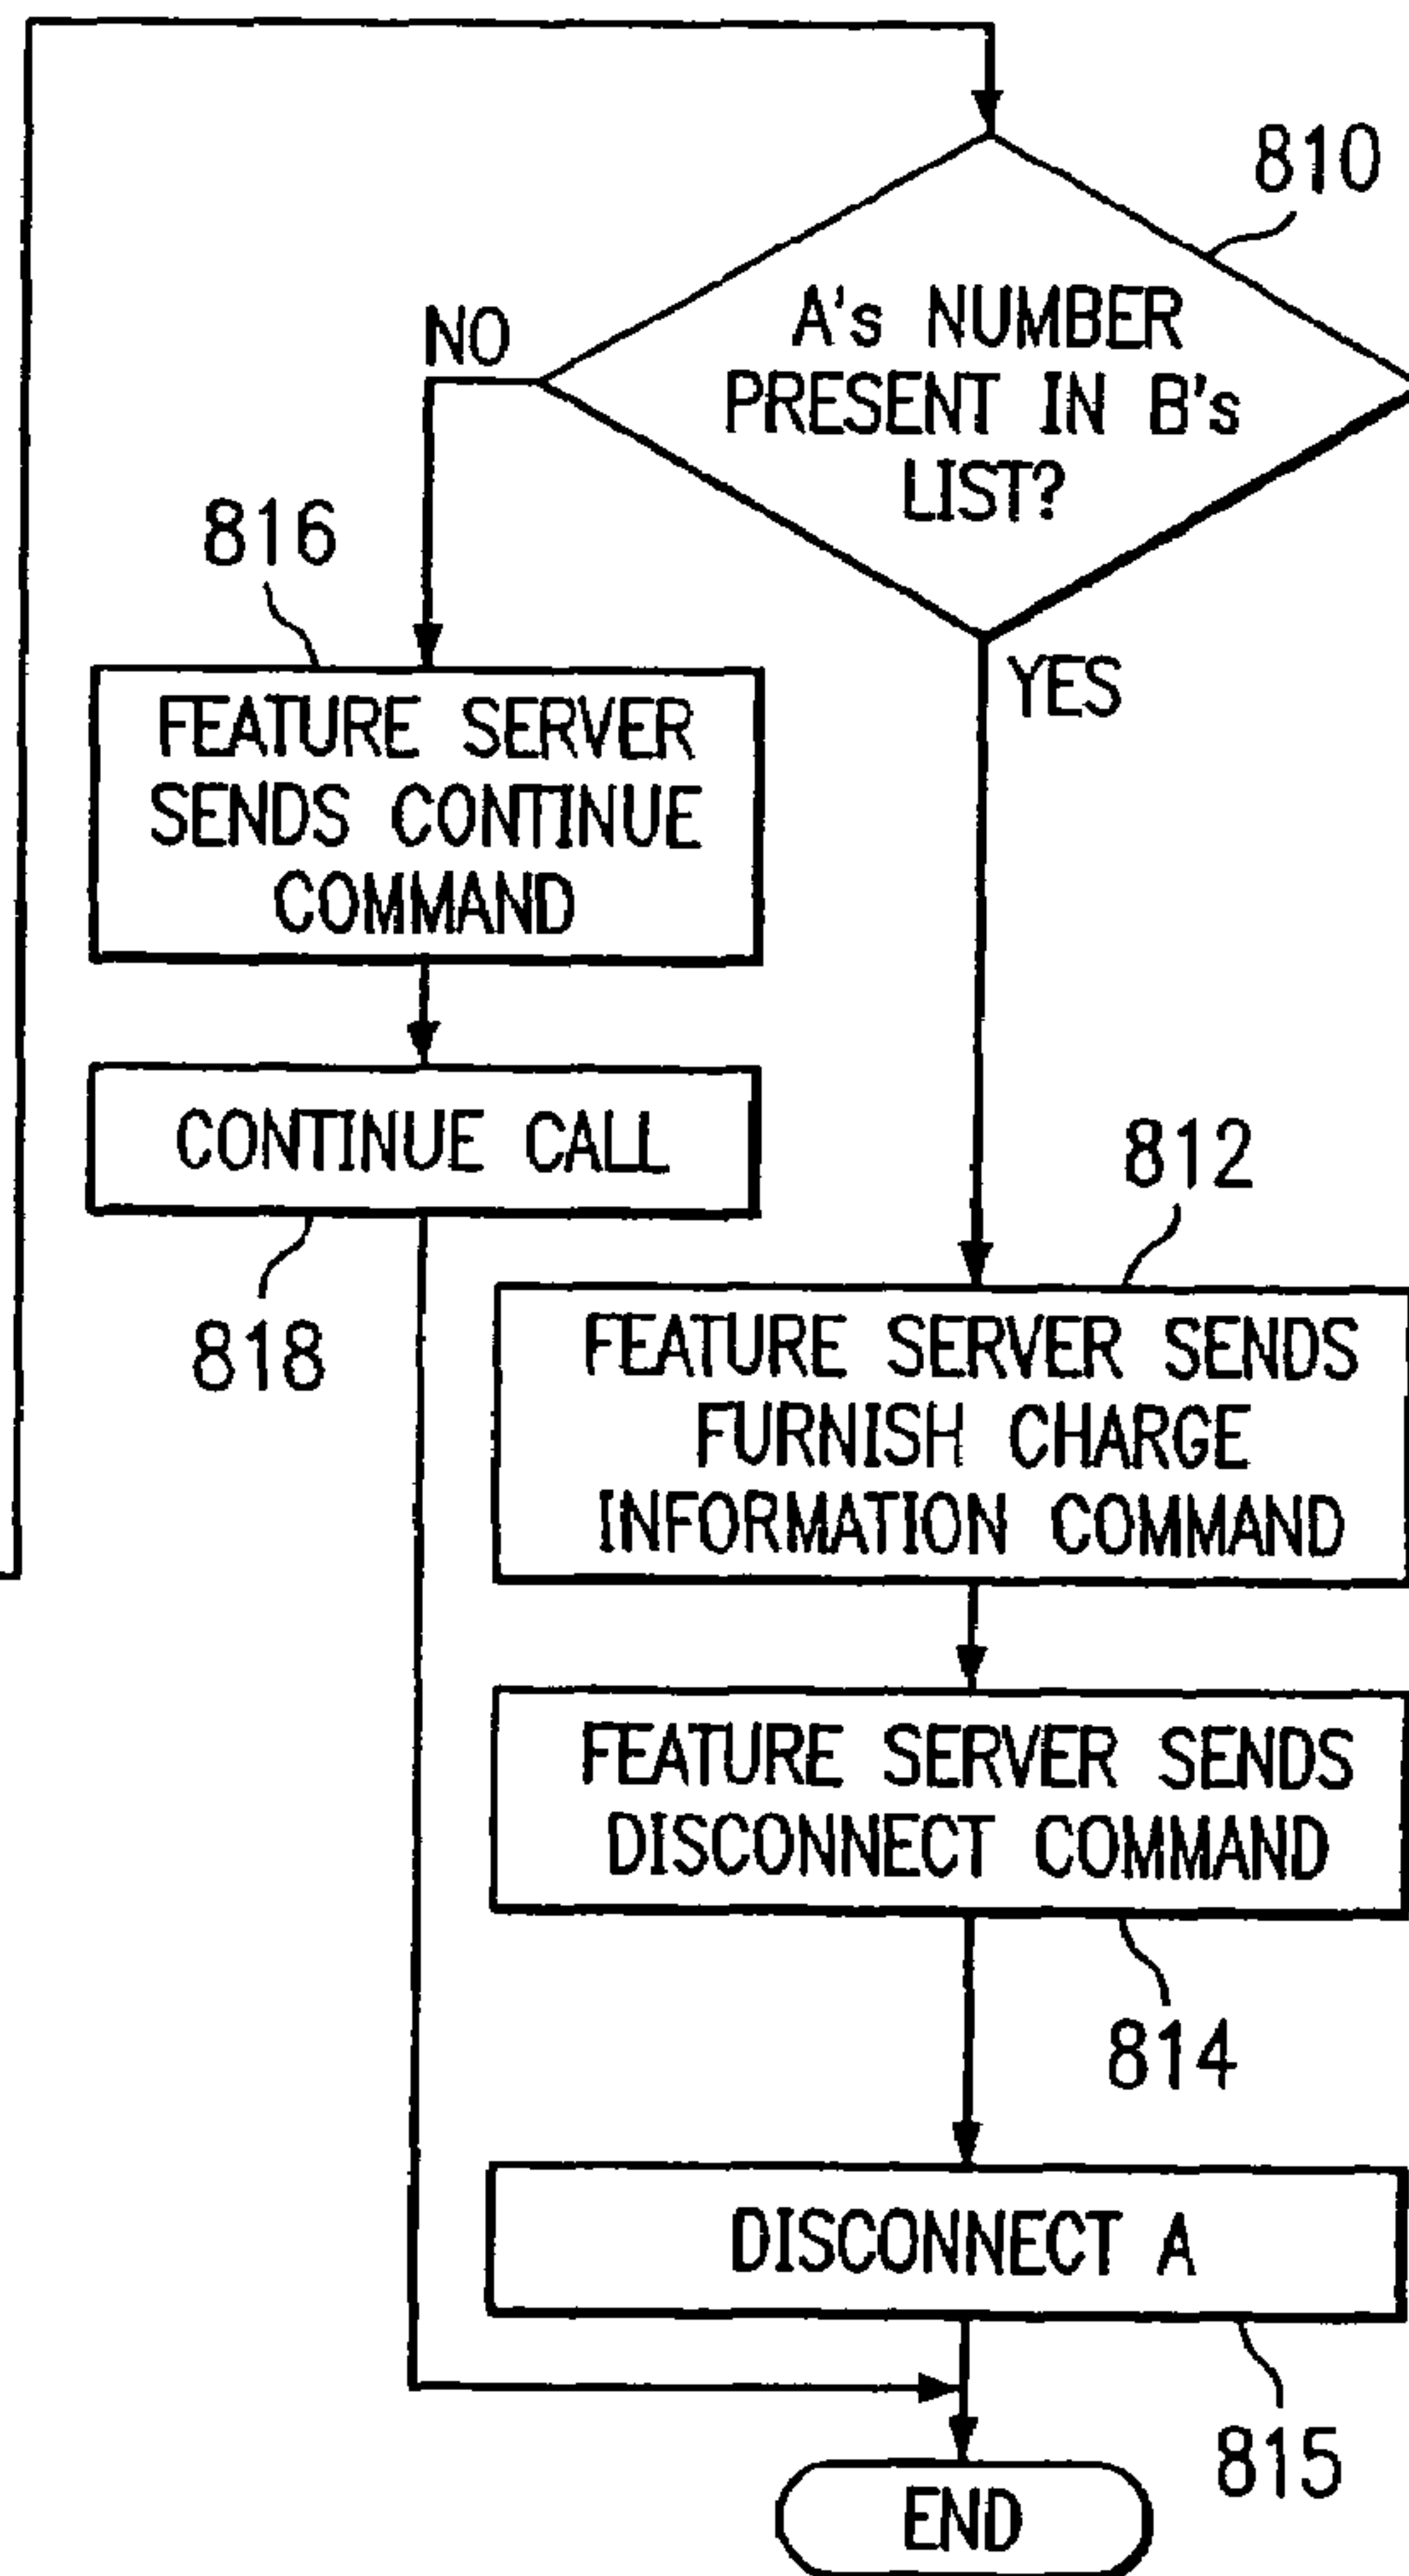 810
A's NUMBER
PRESENT IN B's
LIST?
NO
YES
816
FEATURE SERVER
SENDS CONTINUE
COMMAND
CONTINUE CALL
818
812
FEATURE SERVER SENDS
FURNISH CHARGE
INFORMATION COMMAND
FEATURE SERVER SENDS
DISCONNECT COMMAND
814
DISCONNECT A
815
END